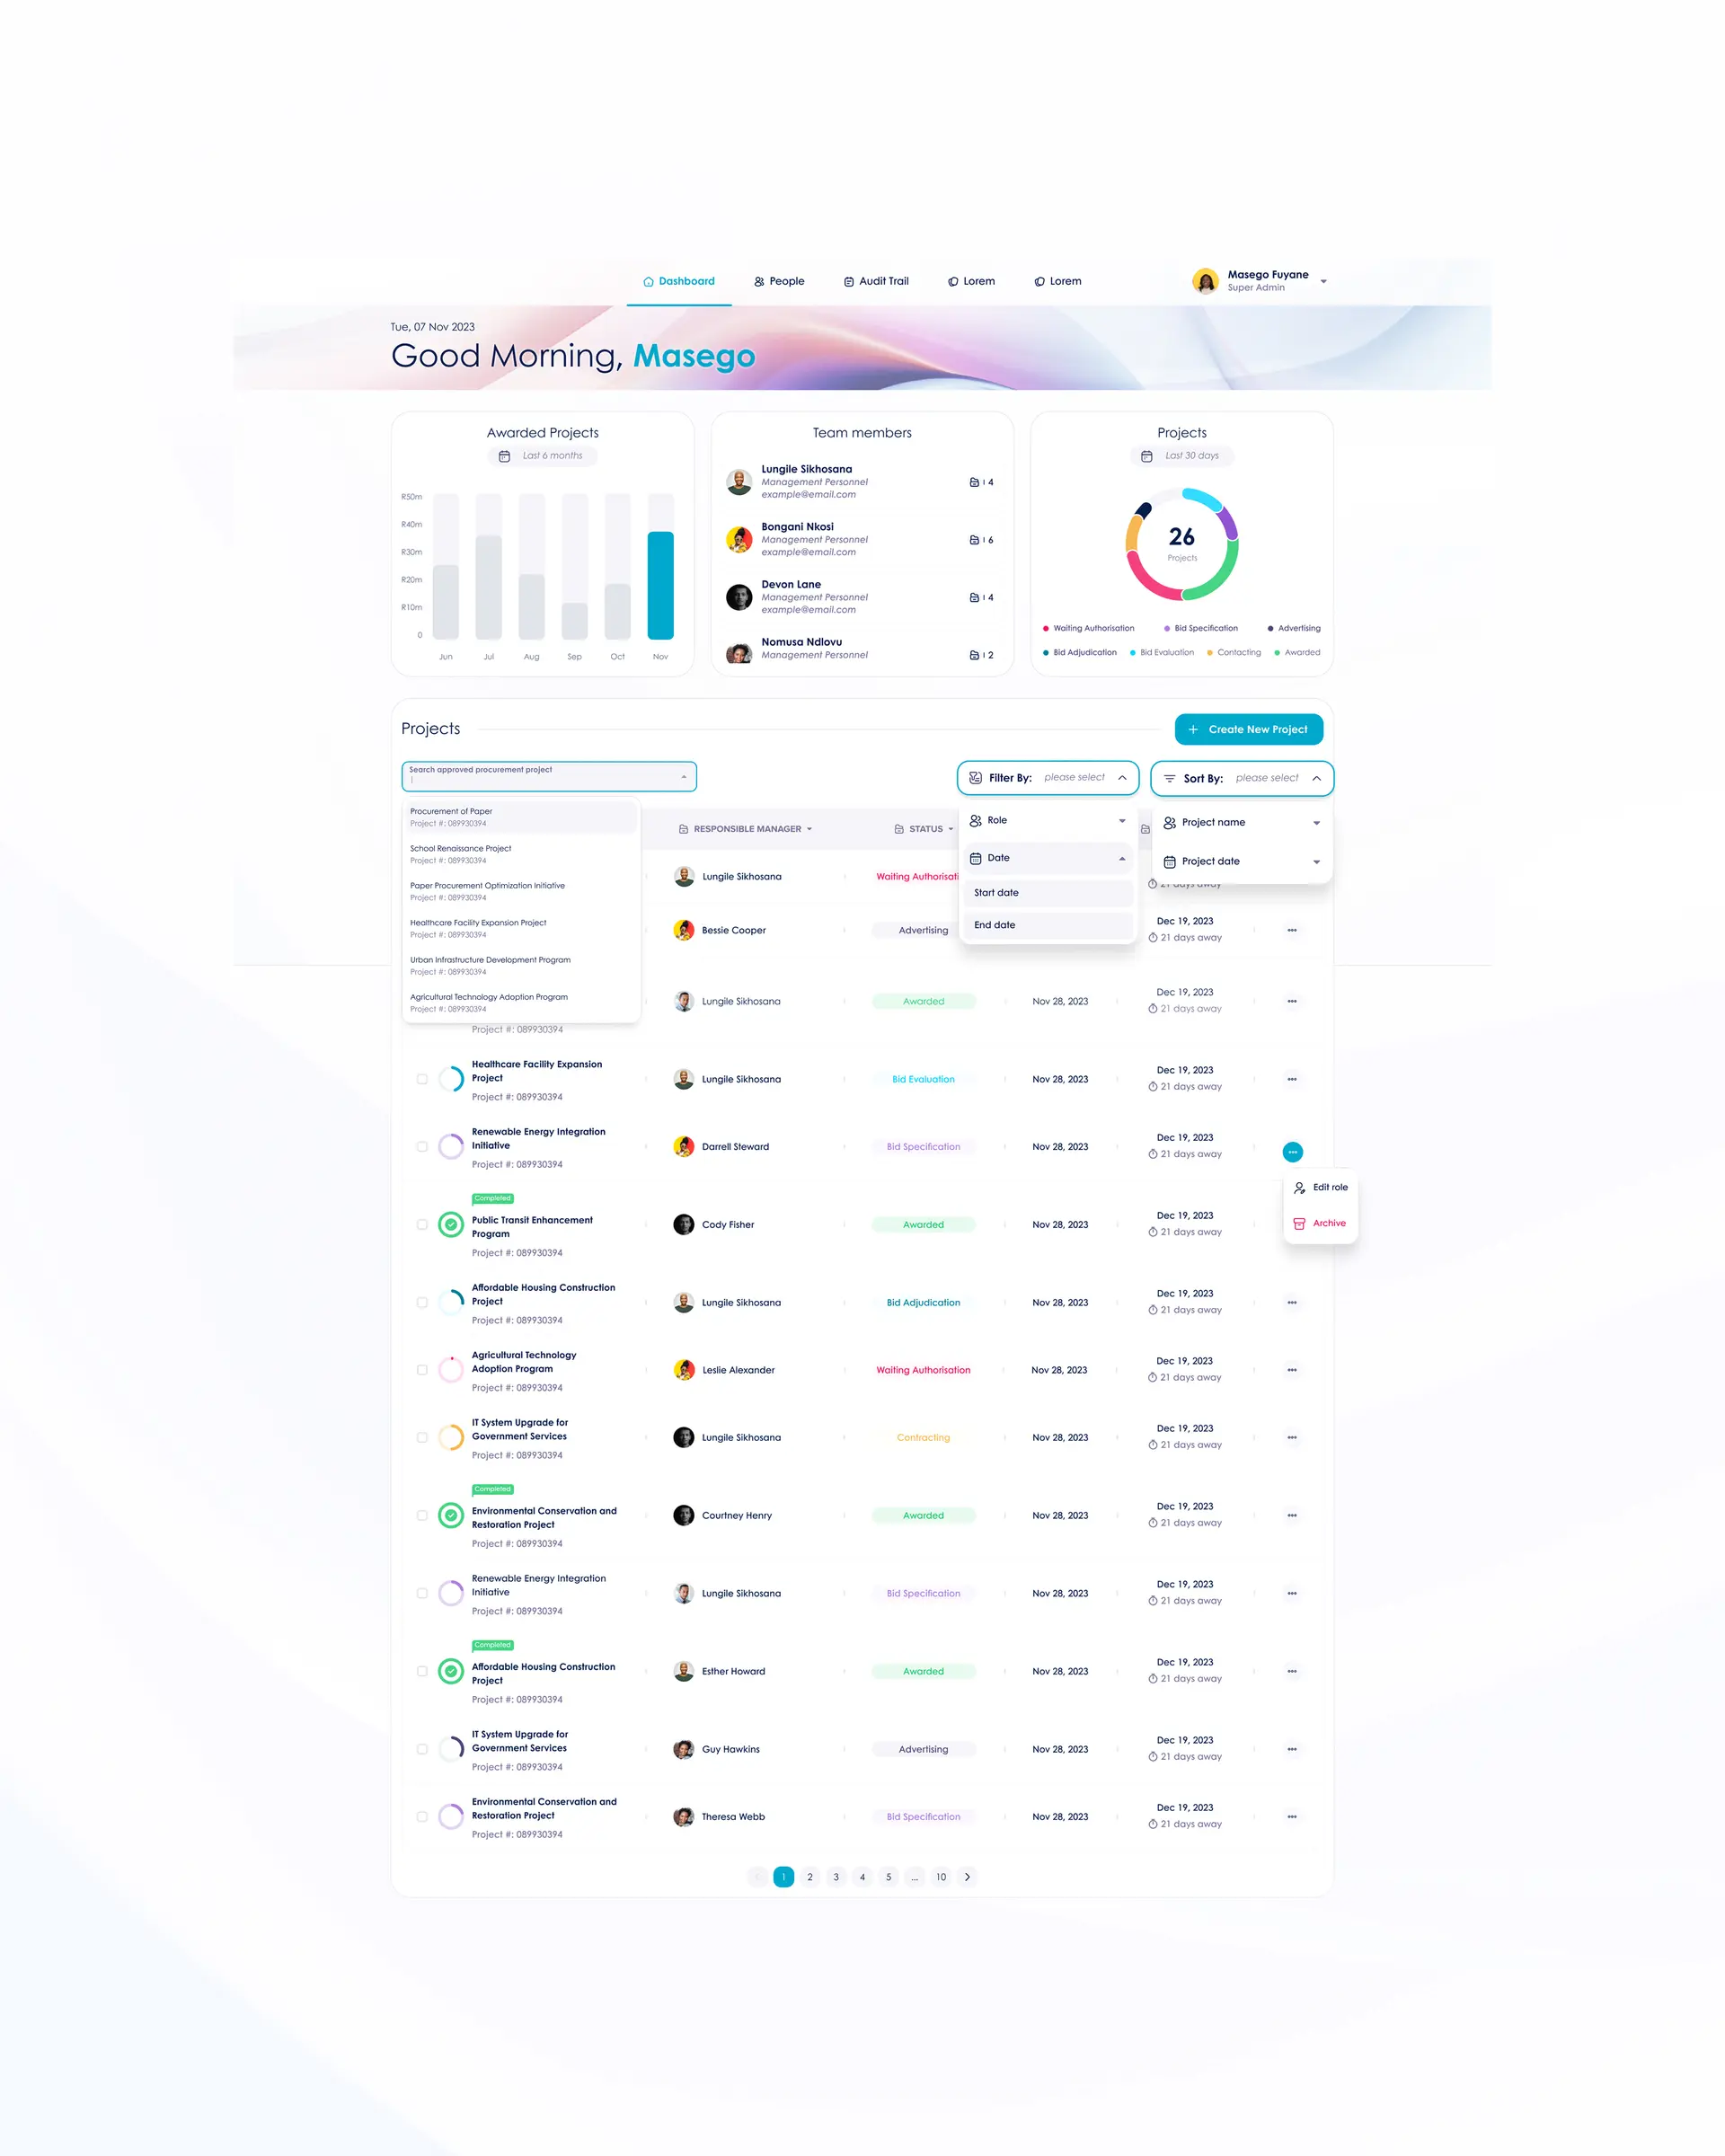 Dashboard
People
Audit Trail
Lorem
Lorem
Masego Fuyane
Super Admin
Tue, 07 Nov 2023
Good Morning, Masego
Awarded Projects
Last 6 months
R50m
R40m
R30m
R20m
R10m
0
Jun Jul Aug Sep Oct Nov
Team members
Lungile Sikhosana
Management Personnel
example@email.com
4
Bongani Nkosi
Management Personnel
example@email.com
6
Devon Lane
Management Personnel
example@email.com
4
Nomusa Ndlovu
Management Personnel
2
Projects
Last 30 days
26
Projects
Waiting Authorisation Bid Specification Advertising
Bid Adjudication Bid Evaluation Contacting Awarded
Projects
Create New Project
Search approved procurement project
Filter By: please select
Sort By: please select
Procurement of Paper
Project #: 089930394
School Renaissance Project
Project #: 089930394
Paper Procurement Optimization Initiative
Project #: 089930394
Healthcare Facility Expansion Project
Project #: 089930394
Urban Infrastructure Development Program
Project #: 089930394
Agricultural Technology Adoption Program
Project #: 089930394
Project #: 089930394
RESPONSIBLE MANAGER
STATUS
Role
Date
Start date
End date
Project name
Project date
Lungile Sikhosana
Waiting Authorisati
21 days away
Bessie Cooper
Advertising
Dec 19, 2023
21 days away
Lungile Sikhosana
Awarded
Nov 28, 2023
Dec 19, 2023
21 days away
Healthcare Facility Expansion
Project
Project #: 089930394
Lungile Sikhosana
Bid Evaluation
Nov 28, 2023
Dec 19, 2023
21 days away
Renewable Energy Integration
Initiative
Project #: 089930394
Darrell Steward
Bid Specification
Nov 28, 2023
Dec 19, 2023
21 days away
Edit role
Archive
Completed
Public Transit Enhancement
Program
Project #: 089930394
Cody Fisher
Awarded
Nov 28, 2023
Dec 19, 2023
21 days away
Affordable Housing Construction
Project
Project #: 089930394
Lungile Sikhosana
Bid Adjudication
Nov 28, 2023
Dec 19, 2023
21 days away
Agricultural Technology
Adoption Program
Project #: 089930394
Leslie Alexander
Waiting Authorisation
Nov 28, 2023
Dec 19, 2023
21 days away
IT System Upgrade for
Government Services
Project #: 089930394
Lungile Sikhosana
Contracting
Nov 28, 2023
Dec 19, 2023
21 days away
Completed
Environmental Conservation and
Restoration Project
Project #: 089930394
Courtney Henry
Awarded
Nov 28, 2023
Dec 19, 2023
21 days away
Renewable Energy Integration
Initiative
Project #: 089930394
Lungile Sikhosana
Bid Specification
Nov 28, 2023
Dec 19, 2023
21 days away
Completed
Affordable Housing Construction
Project
Project #: 089930394
Esther Howard
Awarded
Nov 28, 2023
Dec 19, 2023
21 days away
IT System Upgrade for
Government Services
Project #: 089930394
Guy Hawkins
Advertising
Nov 28, 2023
Dec 19, 2023
21 days away
Environmental Conservation and
Restoration Project
Project #: 089930394
Theresa Webb
Bid Specification
Nov 28, 2023
Dec 19, 2023
21 days away
1 2 3 4 5 ... 10